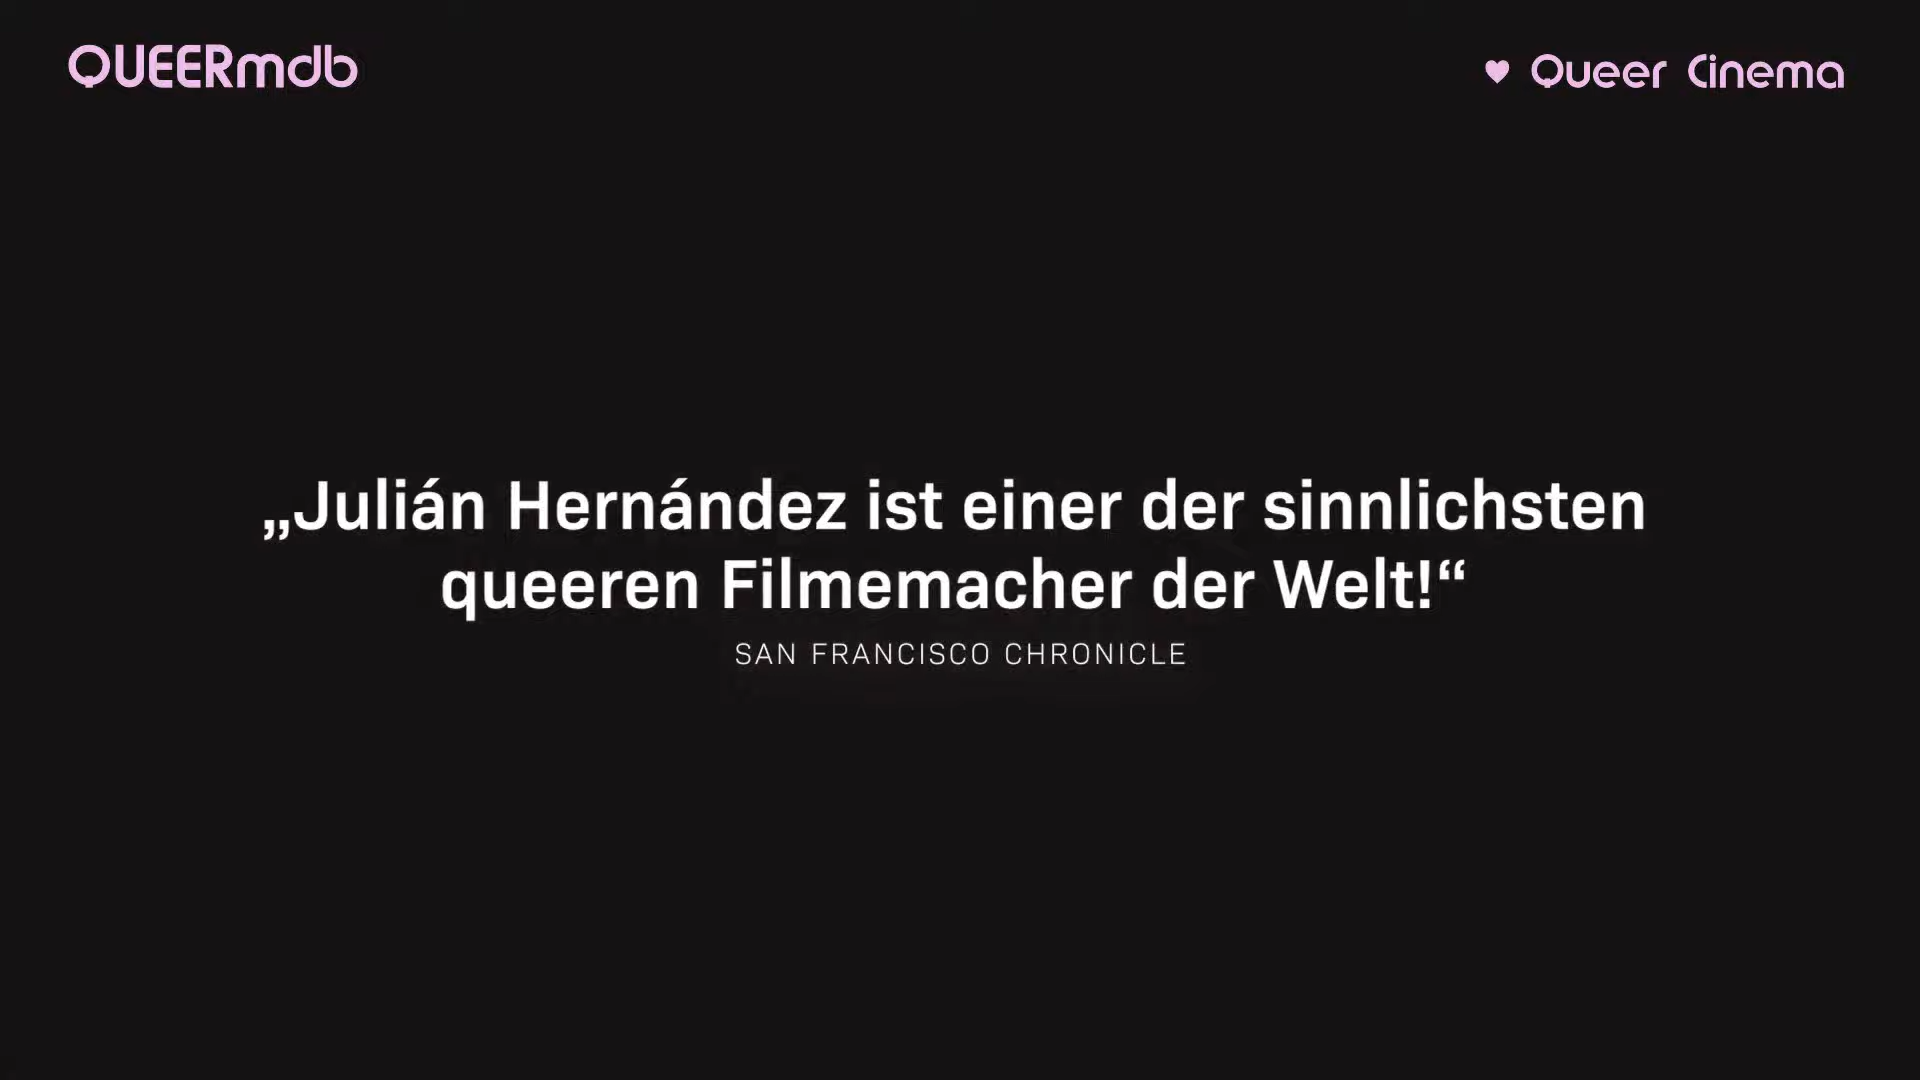 QUEERmdb
♥ Queer Cinema
„Julián Hernández ist einer der sinnlichsten
queeren Filmemacher der Welt!“
SAN FRANCISCO CHRONICLE